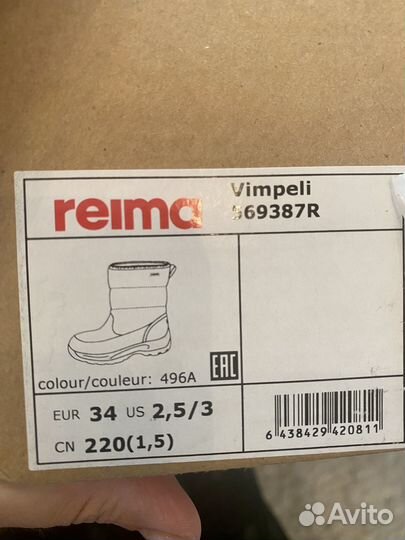 reima
Vimpeli
569387R
EAC
colour/couleur: 496A
EUR 34 US 2,5/3
CN 220(1,5)
6 438429 420811
Avito